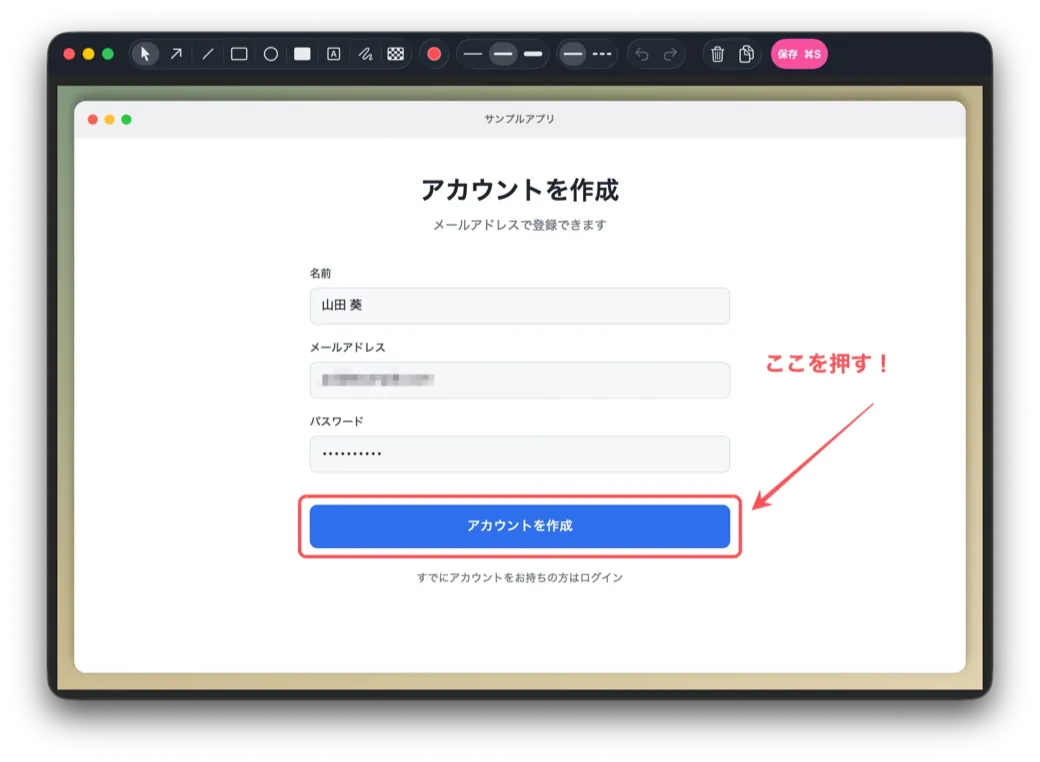 A
保存 ⌘S
サンプルアプリ
アカウントを作成
メールアドレスで登録できます
名前
山田 葵
メールアドレス
ここを押す！
パスワード
••••••••••
アカウントを作成
すでにアカウントをお持ちの方はログイン